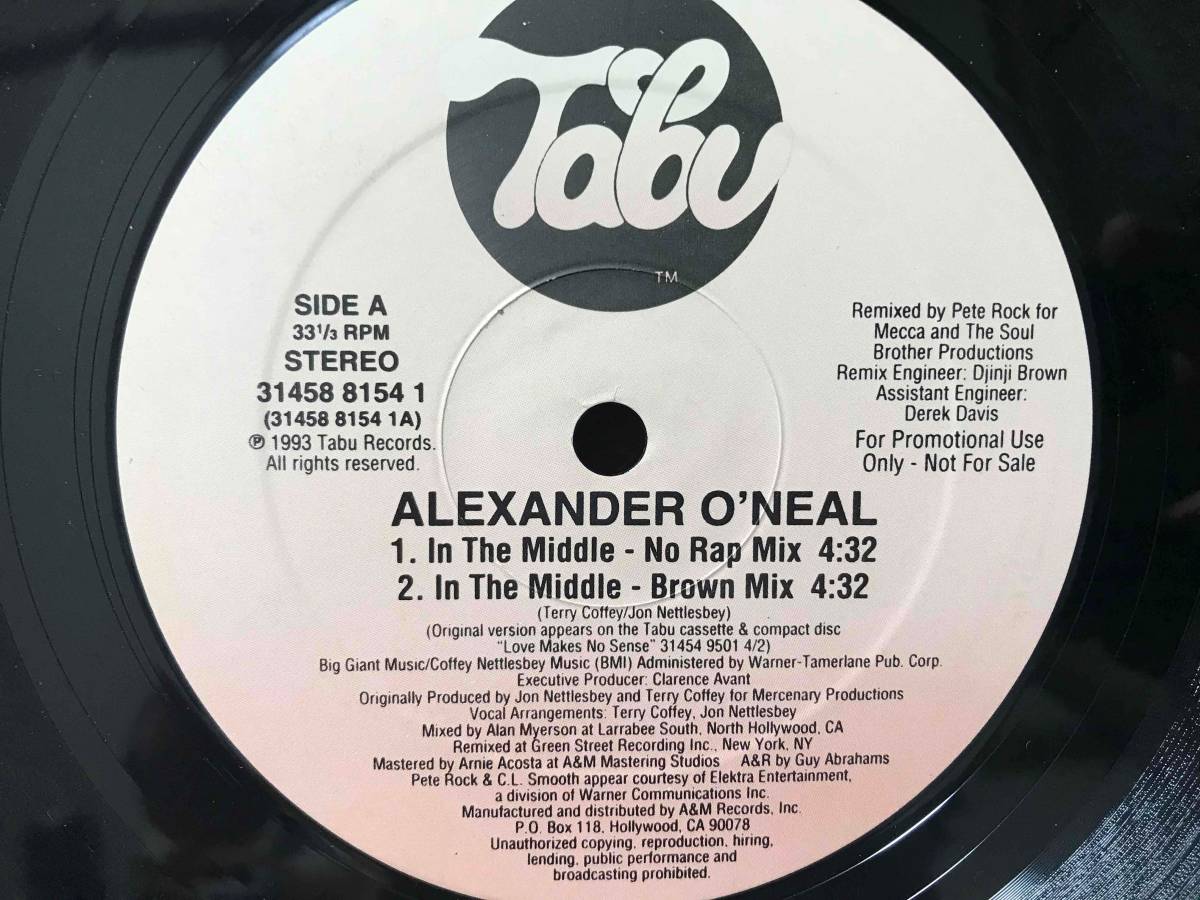 Tabu
TM
SIDE A
33 1/3 RPM
STEREO
31458 8154 1
(31458 8154 1A)
℗ 1993 Tabu Records.
All rights reserved.
Remixed by Pete Rock for
Mecca and The Soul
Brother Productions
Remix Engineer: Djinji Brown
Assistant Engineer:
Derek Davis
For Promotional Use
Only - Not For Sale
ALEXANDER O'NEAL
1. In The Middle - No Rap Mix 4:32
2. In The Middle - Brown Mix 4:32
(Terry Coffey/Jon Nettlesbey)
(Original version appears on the Tabu cassette & compact disc
"Love Makes No Sense" 31454 9501 4/2)
Big Giant Music/Coffey Nettlesbey Music (BMI) Administered by Warner-Tamerlane Pub. Corp.
Executive Producer: Clarence Avant
Originally Produced by Jon Nettlesbey and Terry Coffey for Mercenary Productions
Vocal Arrangements: Terry Coffey, Jon Nettlesbey
Mixed by Alan Myerson at Larrabee South, North Hollywood, CA
Remixed at Green Street Recording Inc., New York, NY
Mastered by Arnie Acosta at A&M Mastering Studios A&R by Guy Abrahams
Pete Rock & C.L. Smooth appear courtesy of Elektra Entertainment,
a division of Warner Communications Inc.
Manufactured and distributed by A&M Records, Inc.
P.O. Box 118, Hollywood, CA 90078
Unauthorized copying, reproduction, hiring,
lending, public performance and
broadcasting prohibited.